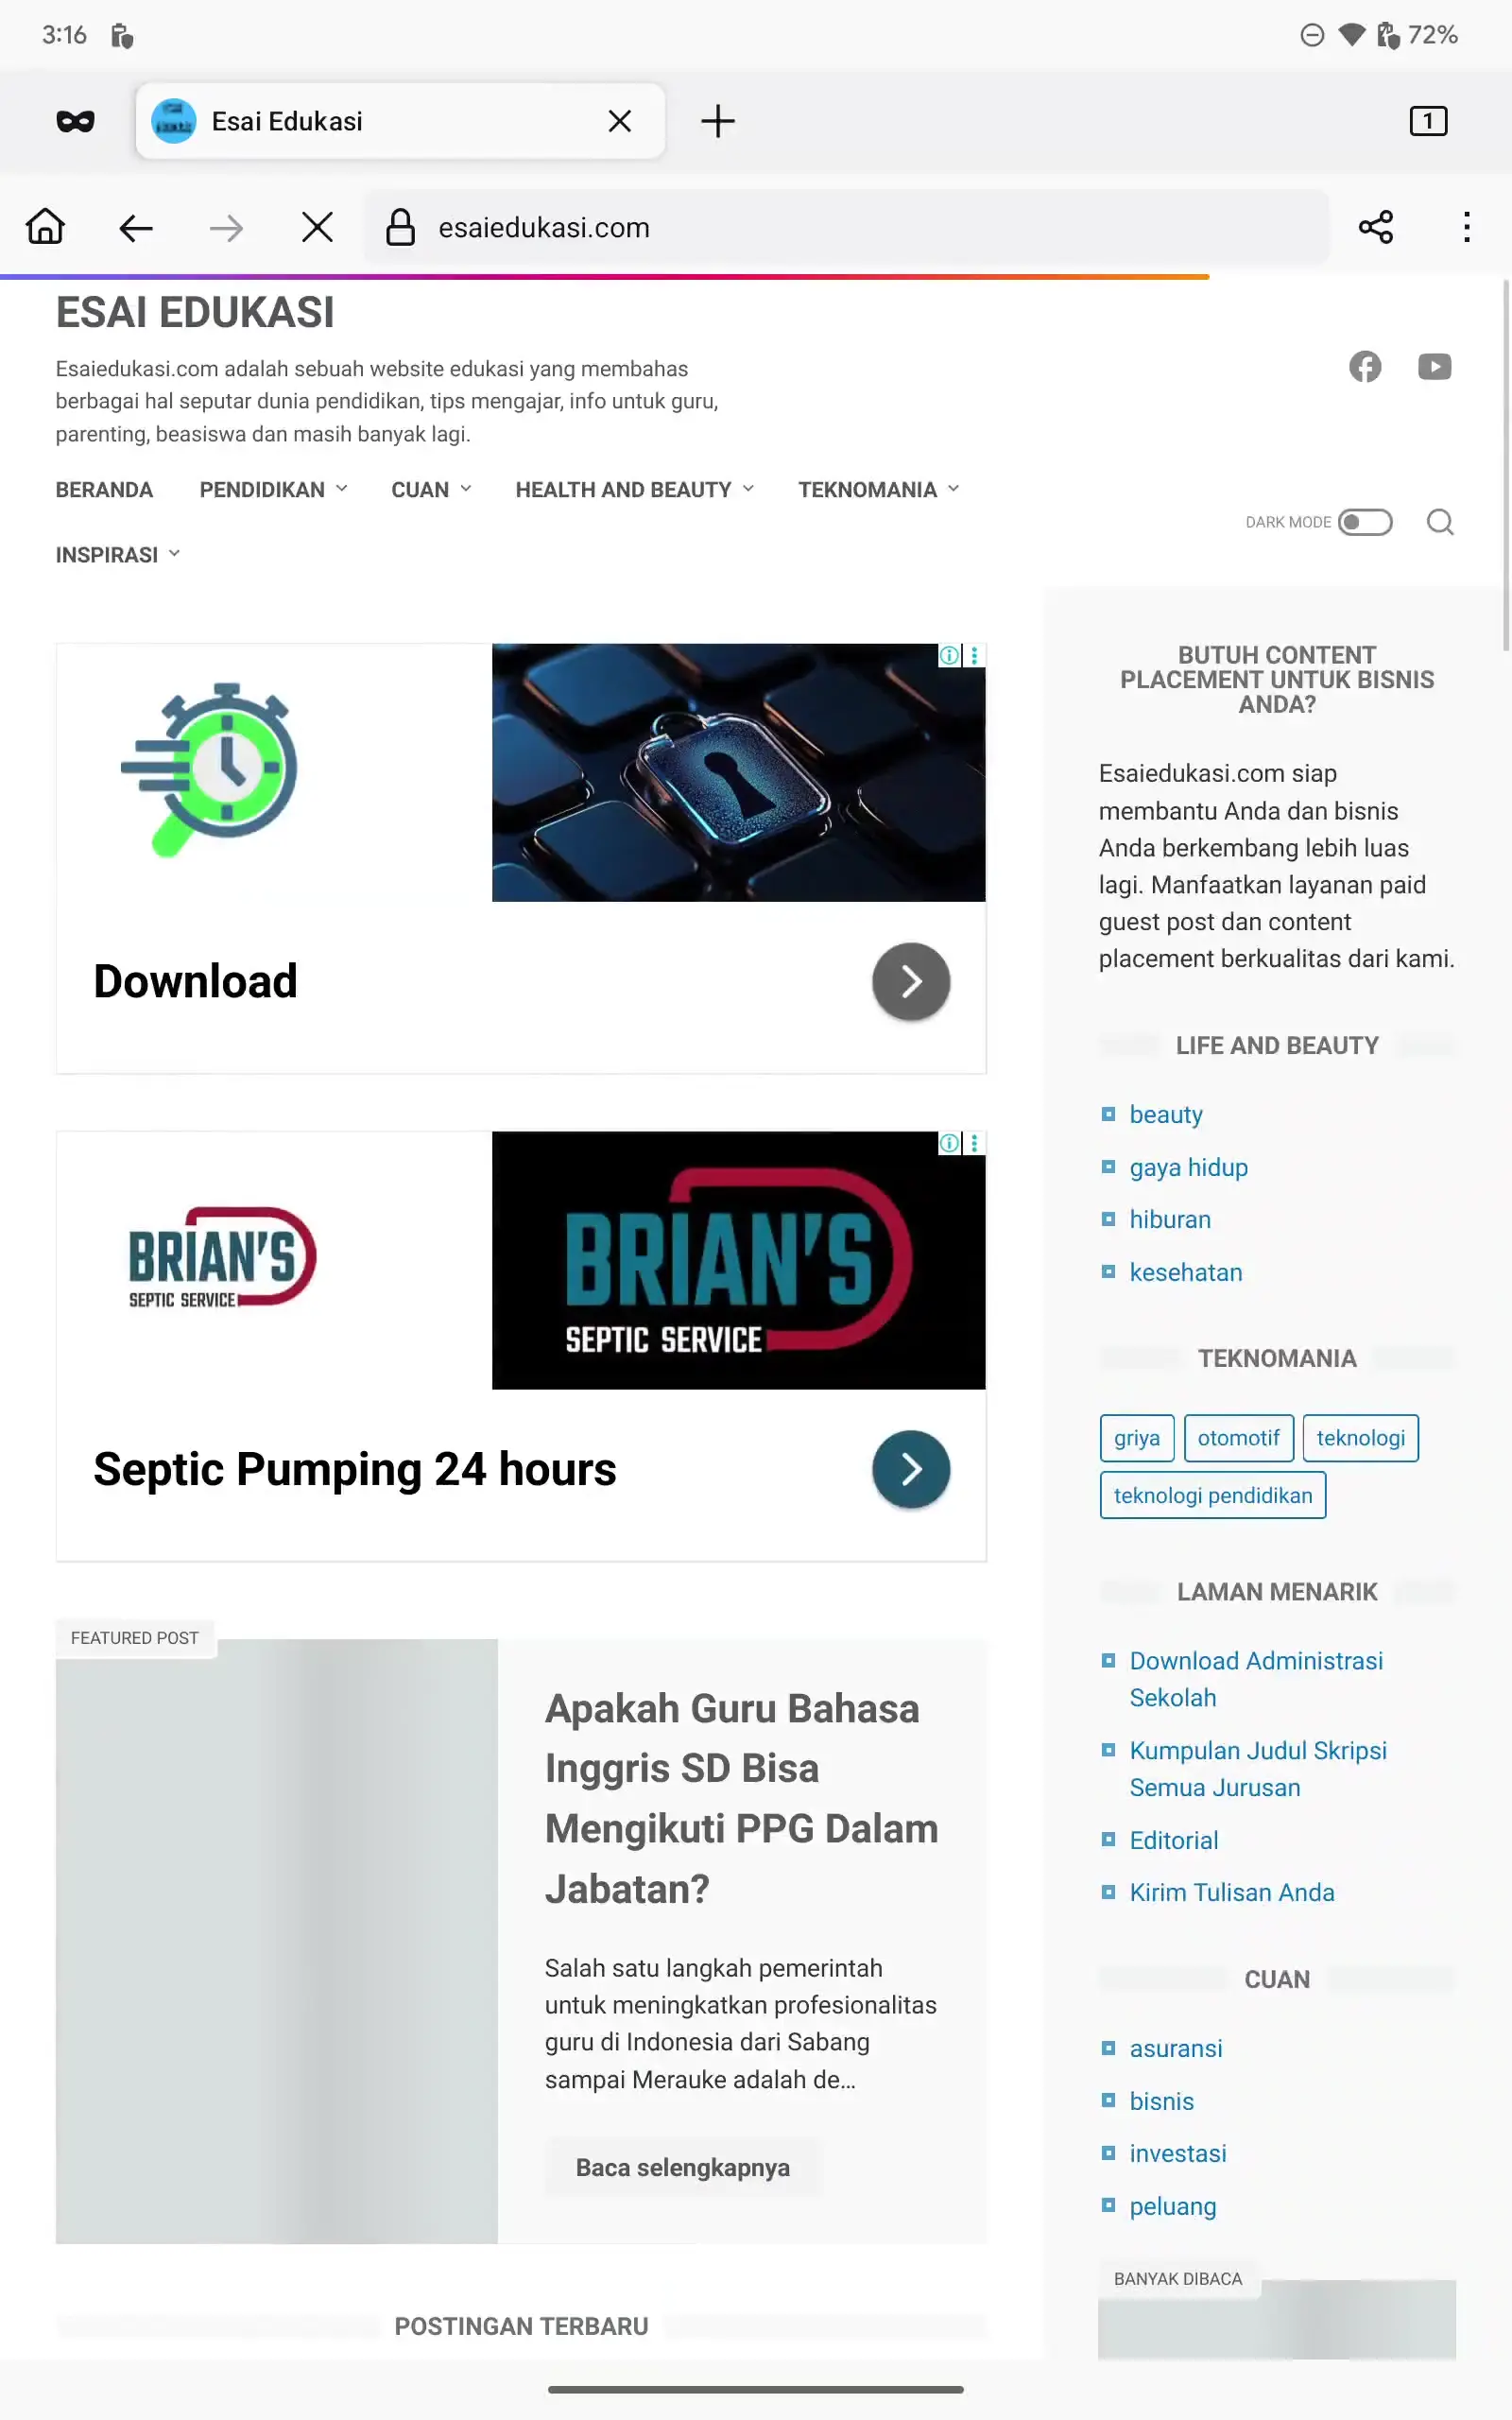 3:16
72%
Esai Edukasi
1
esaiedukasi.com
ESAI EDUKASI
Esaiedukasi.com adalah sebuah website edukasi yang membahas
berbagai hal seputar dunia pendidikan, tips mengajar, info untuk guru,
parenting, beasiswa dan masih banyak lagi.
BERANDA PENDIDIKAN CUAN HEALTH AND BEAUTY TEKNOMANIA
INSPIRASI
DARK MODE
Download
BRIAN'S
SEPTIC SERVICE
BRIAN'S
SEPTIC SERVICE
Septic Pumping 24 hours
FEATURED POST
Apakah Guru Bahasa
Inggris SD Bisa
Mengikuti PPG Dalam
Jabatan?
Salah satu langkah pemerintah
untuk meningkatkan profesionalitas
guru di Indonesia dari Sabang
sampai Merauke adalah de…
Baca selengkapnya
POSTINGAN TERBARU
BUTUH CONTENT
PLACEMENT UNTUK BISNIS
ANDA?
Esaiedukasi.com siap
membantu Anda dan bisnis
Anda berkembang lebih luas
lagi. Manfaatkan layanan paid
guest post dan content
placement berkualitas dari kami.
LIFE AND BEAUTY
beauty
gaya hidup
hiburan
kesehatan
TEKNOMANIA
griya otomotif teknologi
teknologi pendidikan
LAMAN MENARIK
Download Administrasi
Sekolah
Kumpulan Judul Skripsi
Semua Jurusan
Editorial
Kirim Tulisan Anda
CUAN
asuransi
bisnis
investasi
peluang
BANYAK DIBACA